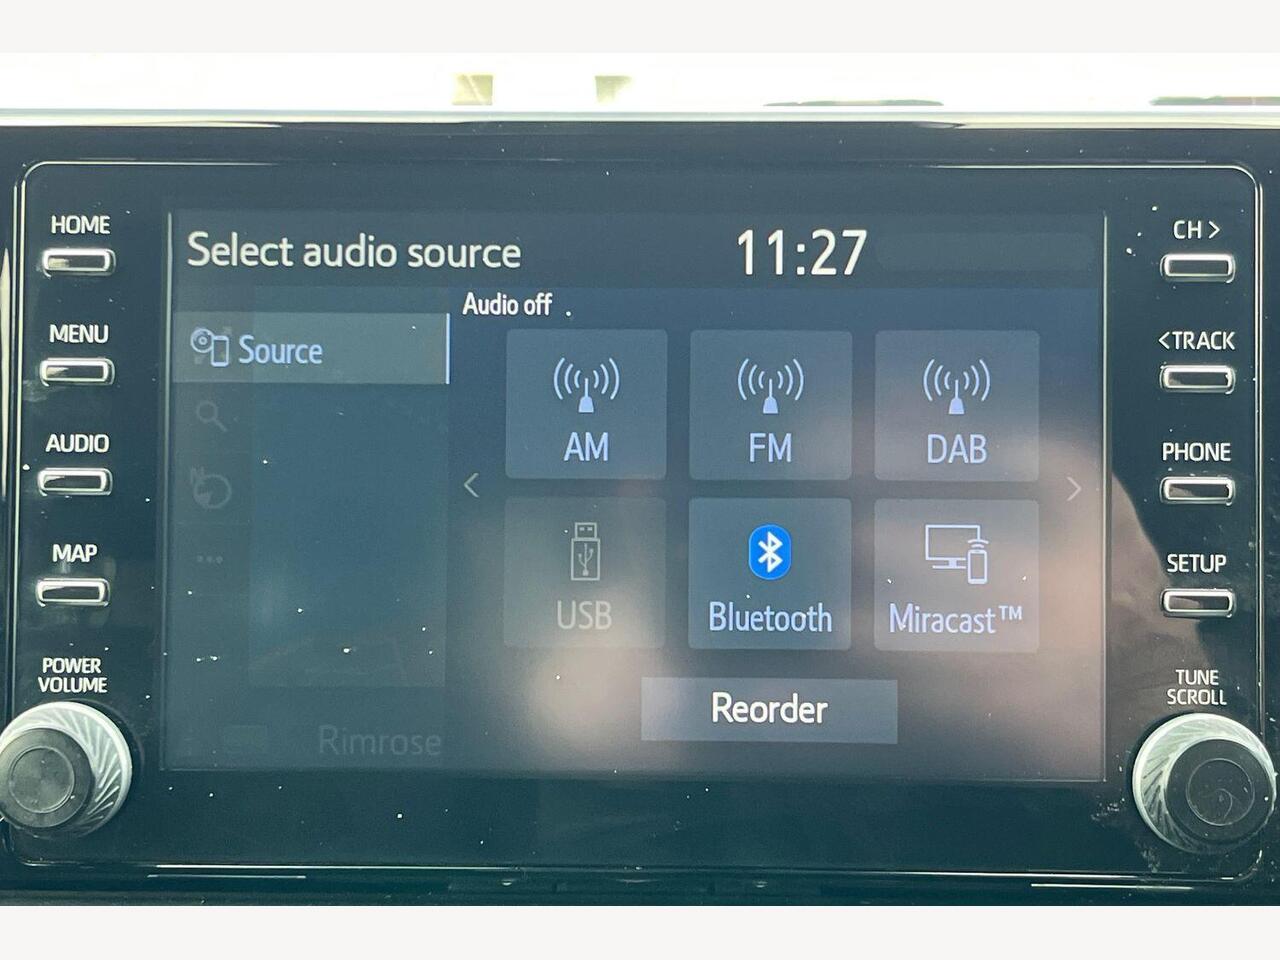 HOME
MENU
AUDIO
MAP
POWER
VOLUME
Select audio source
11:27
Audio off
Source
AM
FM
DAB
USB
Bluetooth
Miracast™
Reorder
Rimrose
CH >
<TRACK
PHONE
SETUP
TUNE
SCROLL